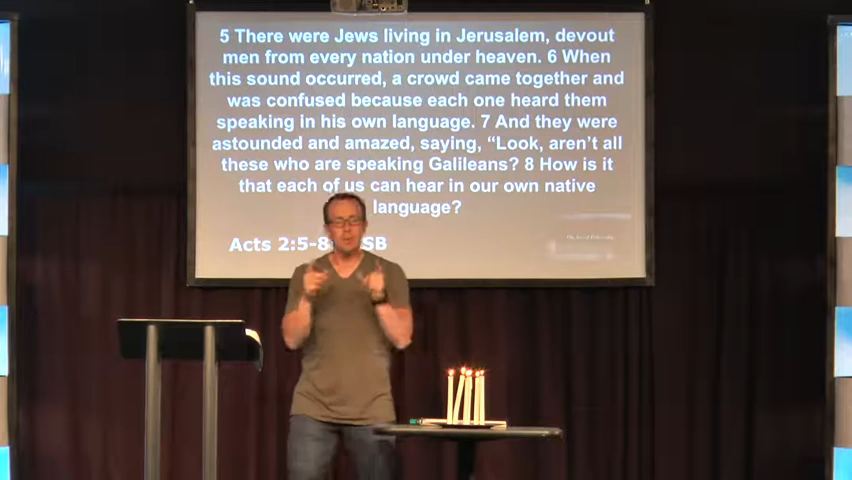 5 There were Jews living in Jerusalem, devout
men from every nation under heaven. 6 When
this sound occurred, a crowd came together and
was confused because each one heard them
speaking in his own language. 7 And they were
astounded and amazed, saying, “Look, aren’t all
these who are speaking Galileans? 8 How is it
that each of us can hear in our own native
language?
Acts 2:5-8 SB